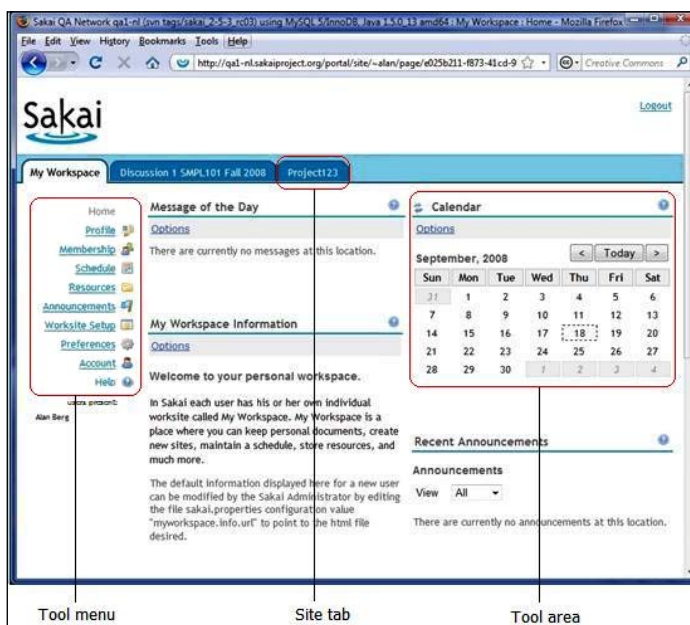 Sakai QA Network qa1-nl (svn tags/sakai_2-5-3_rc03) using MySQL 5/InnoDB, Java 1.5.0_13 amd64 : My Workspace : Home - Mozilla Firefox
File Edit View History Bookmarks Tools Help
http://qa1-nl.sakaiproject.org/portal/site/~alan/page/e025b211-f873-41cd-9
Creative Commons
Sakai
Logout
My Workspace Discussion 1 SMPL101 Fall 2008 Project123
Home
Profile
Membership
Schedule
Resources
Announcements
Worksite Setup
Preferences
Account
Help
users present:
Alan Berg
Message of the Day
Options
There are currently no messages at this location.
My Workspace Information
Options
Welcome to your personal workspace.
In Sakai each user has his or her own individual
worksite called My Workspace. My Workspace is a
place where you can keep personal documents, create
new sites, maintain a schedule, store resources, and
much more.
The default information displayed here for a new user
can be modified by the Sakai Administrator by editing
the file sakai.properties configuration value
"myworkspace.info.url" to point to the html file
desired.
Calendar
Options
September, 2008
< Today >
Sun Mon Tue Wed Thu Fri Sat
31 1 2 3 4 5 6
7 8 9 10 11 12 13
14 15 16 17 18 19 20
21 22 23 24 25 26 27
28 29 30 1 2 3 4
Recent Announcements
Announcements
View All
There are currently no announcements at this location.
Tool menu Site tab Tool area